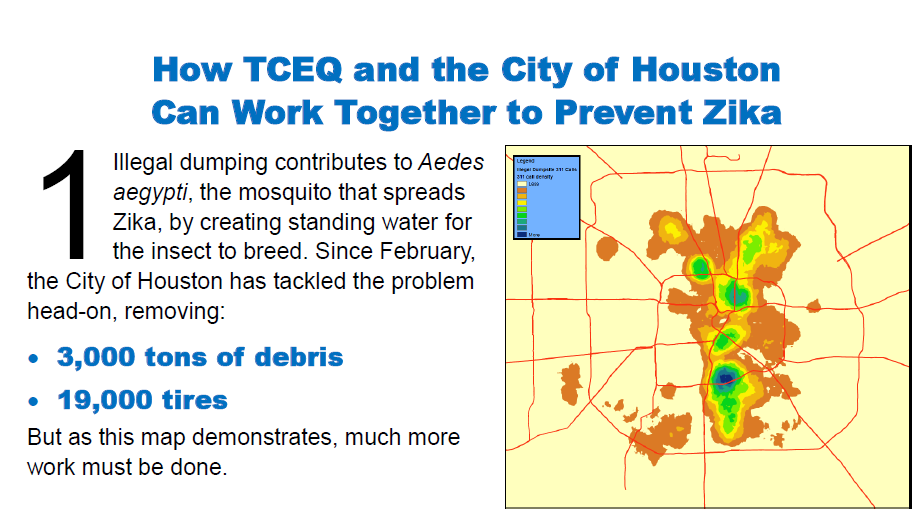 How TCEQ and the City of Houston
Can Work Together to Prevent Zika
1
Illegal dumping contributes to Aedes
aegypti, the mosquito that spreads
Zika, by creating standing water for
the insect to breed. Since February,
the City of Houston has tackled the problem
head-on, removing:
• 3,000 tons of debris
• 19,000 tires
But as this map demonstrates, much more
work must be done.
Legend
Illegal Dumpsite 311 Calls
311 call density
Less
More